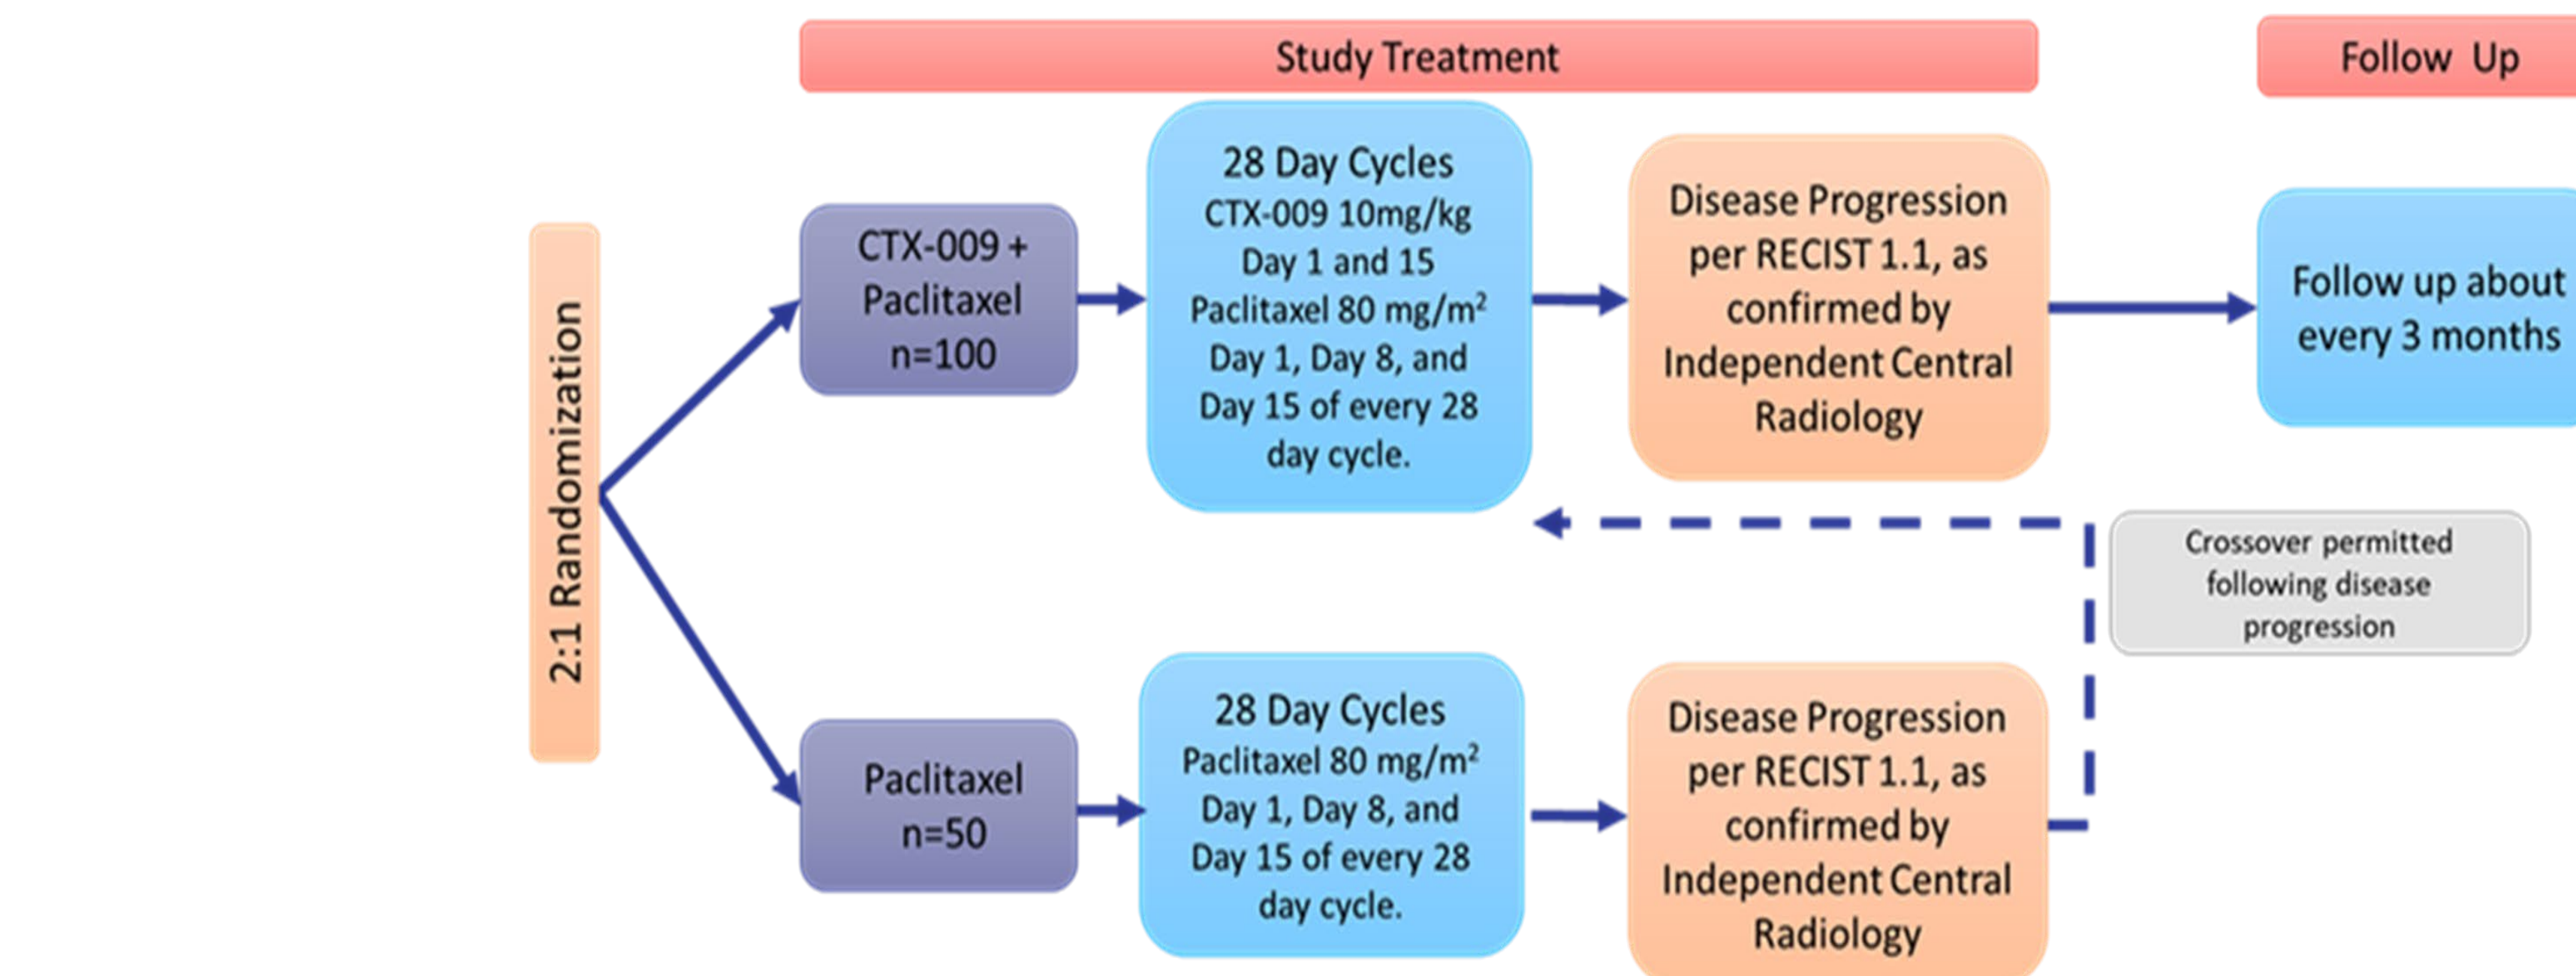 Study Treatment
Follow Up
2:1 Randomization
CTX-009 +
Paclitaxel
n=100
28 Day Cycles
CTX-009 10mg/kg
Day 1 and 15
Paclitaxel 80 mg/m²
Day 1, Day 8, and
Day 15 of every 28
day cycle.
Disease Progression
per RECIST 1.1, as
confirmed by
Independent Central
Radiology
Follow up about
every 3 months
Crossover permitted
following disease
progression
Paclitaxel
n=50
28 Day Cycles
Paclitaxel 80 mg/m²
Day 1, Day 8, and
Day 15 of every 28
day cycle.
Disease Progression
per RECIST 1.1, as
confirmed by
Independent Central
Radiology